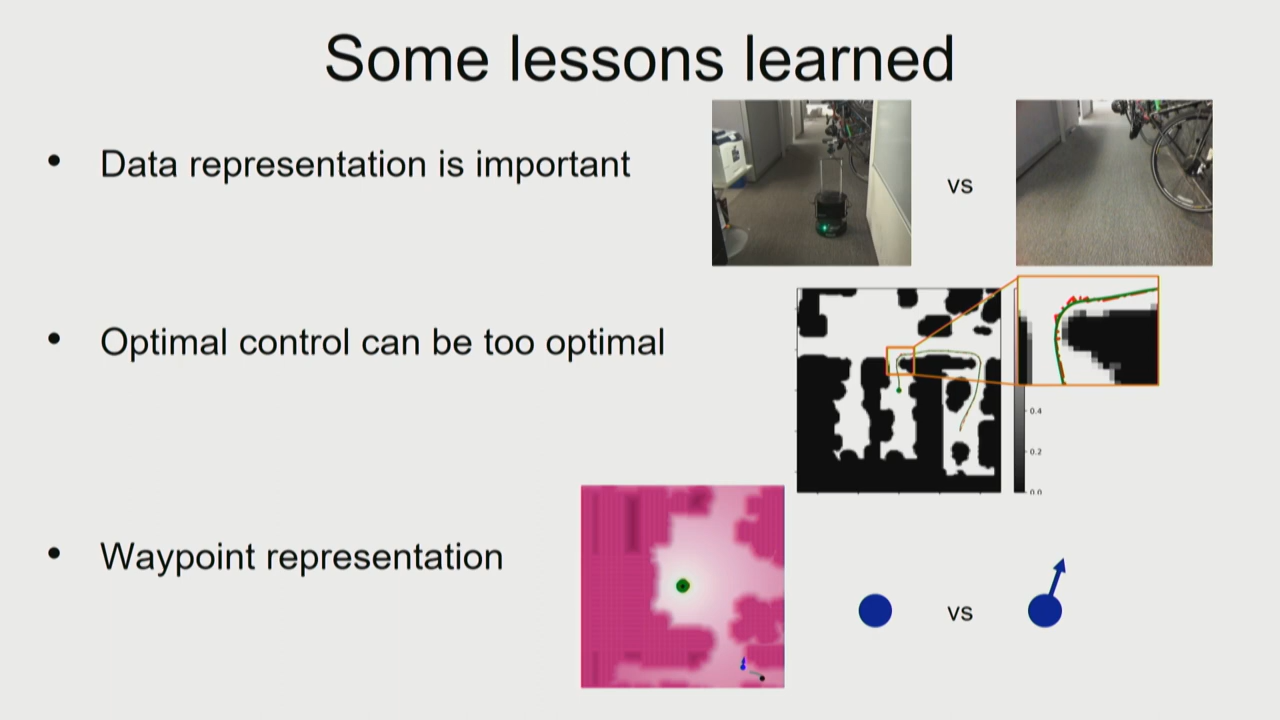 Some lessons learned
• Data representation is important
vs
• Optimal control can be too optimal
0.4
0.2
0.0
• Waypoint representation
vs